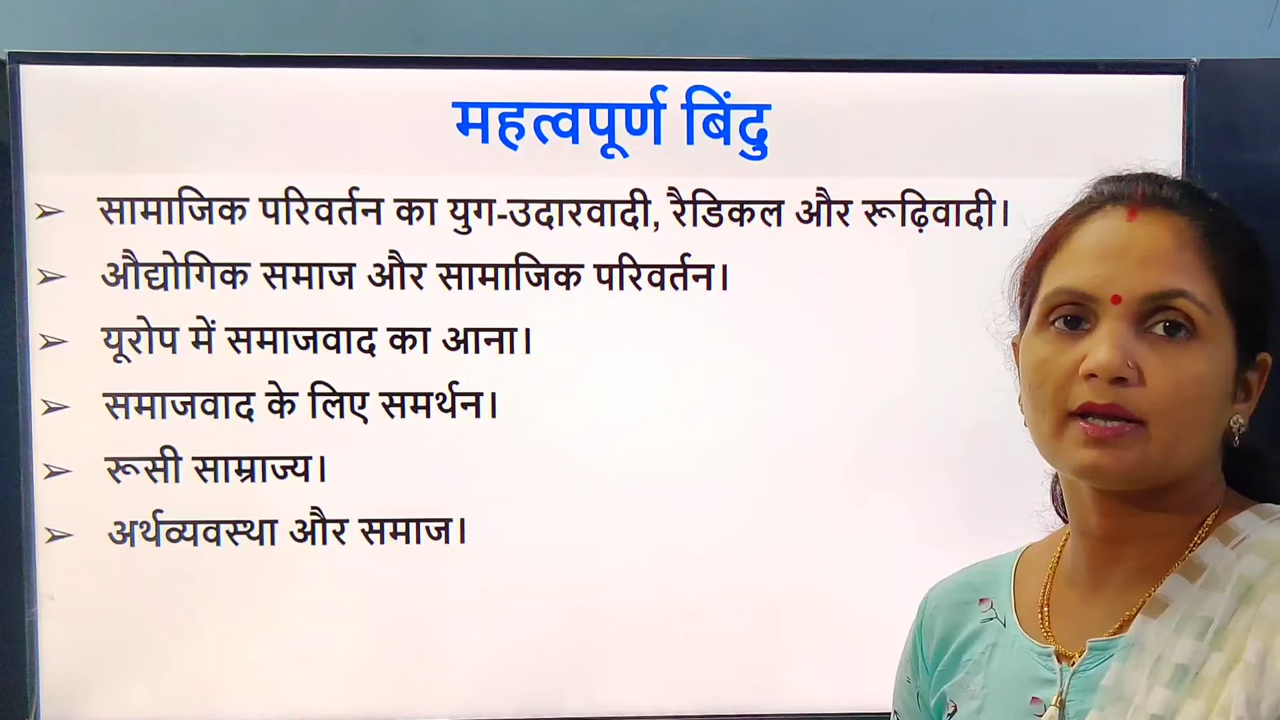 महत्वपूर्ण बिंदु
➢ सामाजिक परिवर्तन का युग-उदारवादी, रैडिकल और रूढ़िवादी।
➢ औद्योगिक समाज और सामाजिक परिवर्तन।
➢ यूरोप में समाजवाद का आना।
➢ समाजवाद के लिए समर्थन।
➢ रूसी साम्राज्य।
➢ अर्थव्यवस्था और समाज।